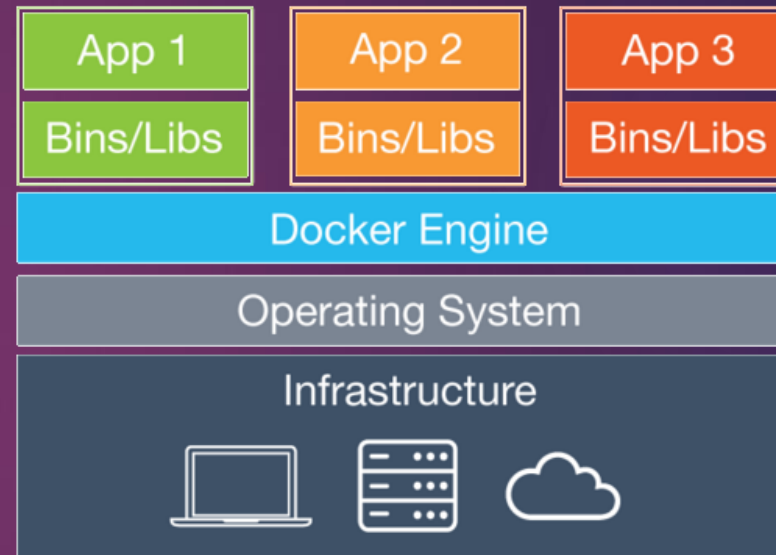 App 1
App 2
App 3
Bins/Libs
Bins/Libs
Bins/Libs
Docker Engine
Operating System
Infrastructure